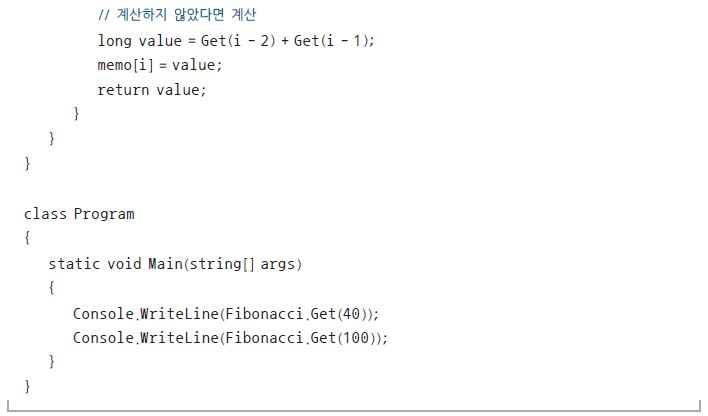 // 계산하지 않았다면 계산
long value = Get(i - 2) + Get(i - 1);
memo[i] = value;
return value;
}
}
}
class Program
{
static void Main(string[] args)
{
Console.WriteLine(Fibonacci.Get(40));
Console.WriteLine(Fibonacci.Get(100));
}
}